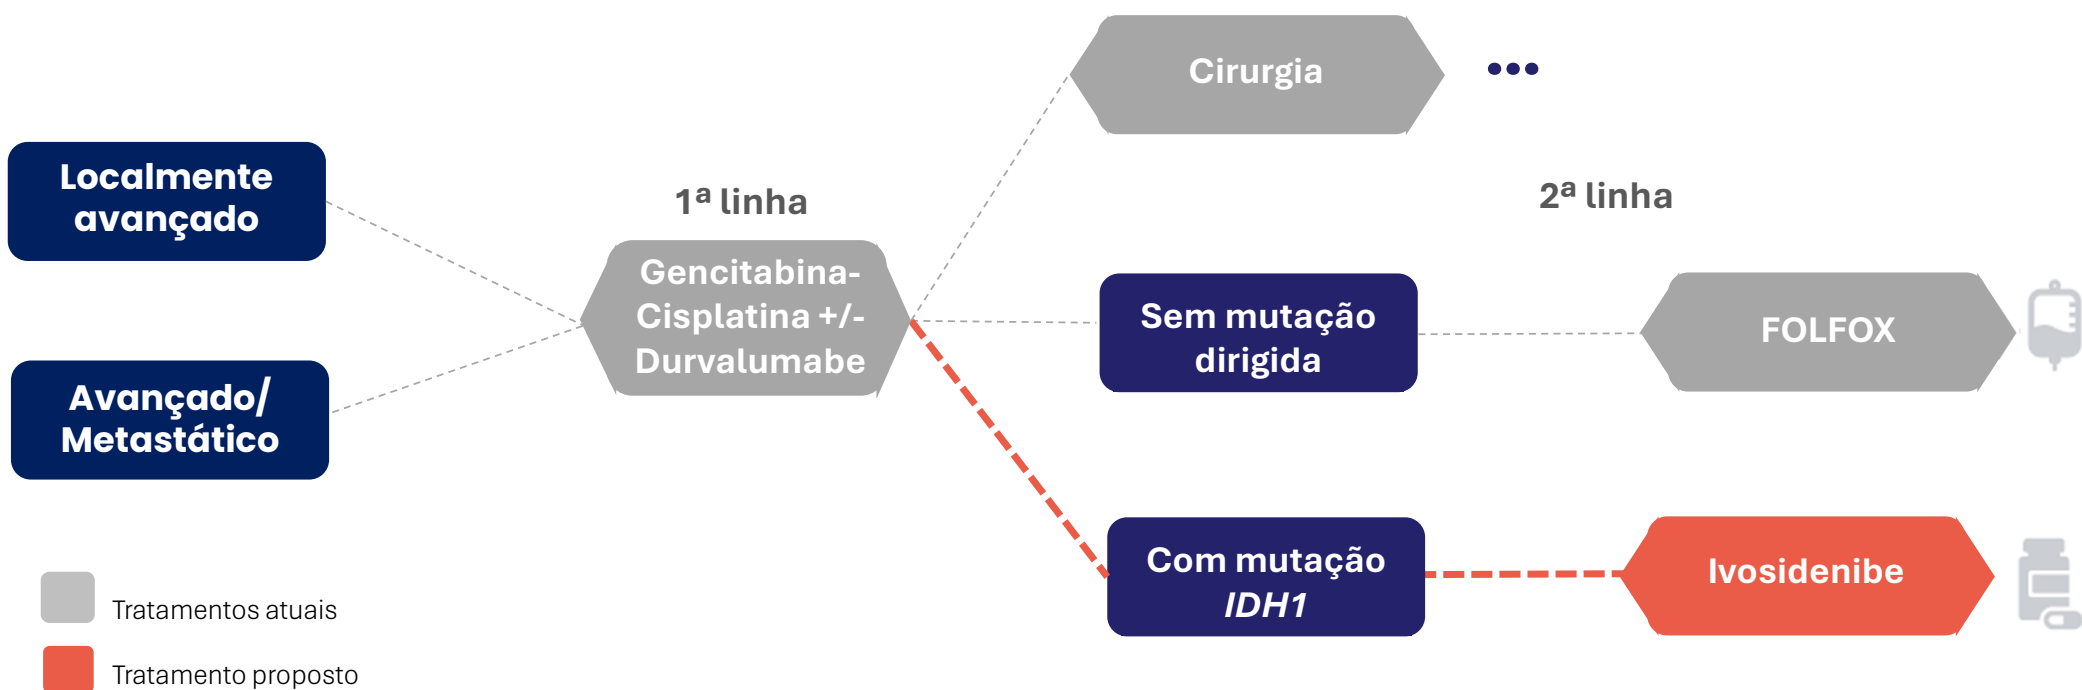 Cirurgia
...
Localmente
avançado
1ª linha
2ª linha
Gencitabina-
Cisplatina +/-
Durvalumabe
Sem mutação
dirigida
FOLFOX
Avançado/
Metastático
Com mutação
IDH1
Ivosidenibe
Tratamentos atuais
Tratamento proposto